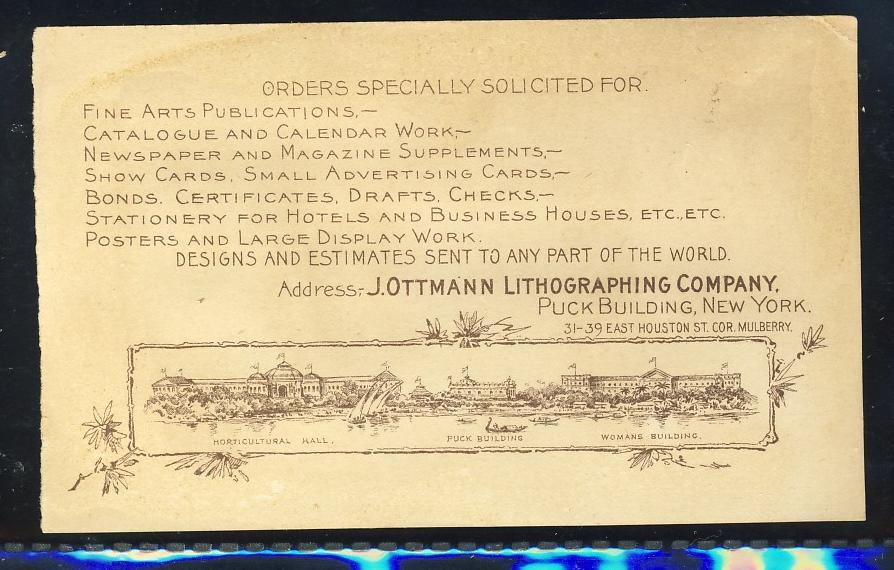 ORDERS SPECIALLY SOLICITED FOR.
FINE ARTS PUBLICATIONS,—
CATALOGUE AND CALENDAR WORK,—
NEWSPAPER AND MAGAZINE SUPPLEMENTS,—
SHOW CARDS, SMALL ADVERTISING CARDS,—
BONDS. CERTIFICATES, DRAFTS, CHECKS,—
STATIONERY FOR HOTELS AND BUSINESS HOUSES, ETC.,ETC.
POSTERS AND LARGE DISPLAY WORK.
DESIGNS AND ESTIMATES SENT TO ANY PART OF THE WORLD.
Address;- J.OTTMANN LITHOGRAPHING COMPANY,
PUCK BUILDING, NEW YORK.
31-39 EAST HOUSTON ST. COR. MULBERRY.
HORTICULTURAL HALL,
PUCK BUILDING
WOMANS BUILDING,